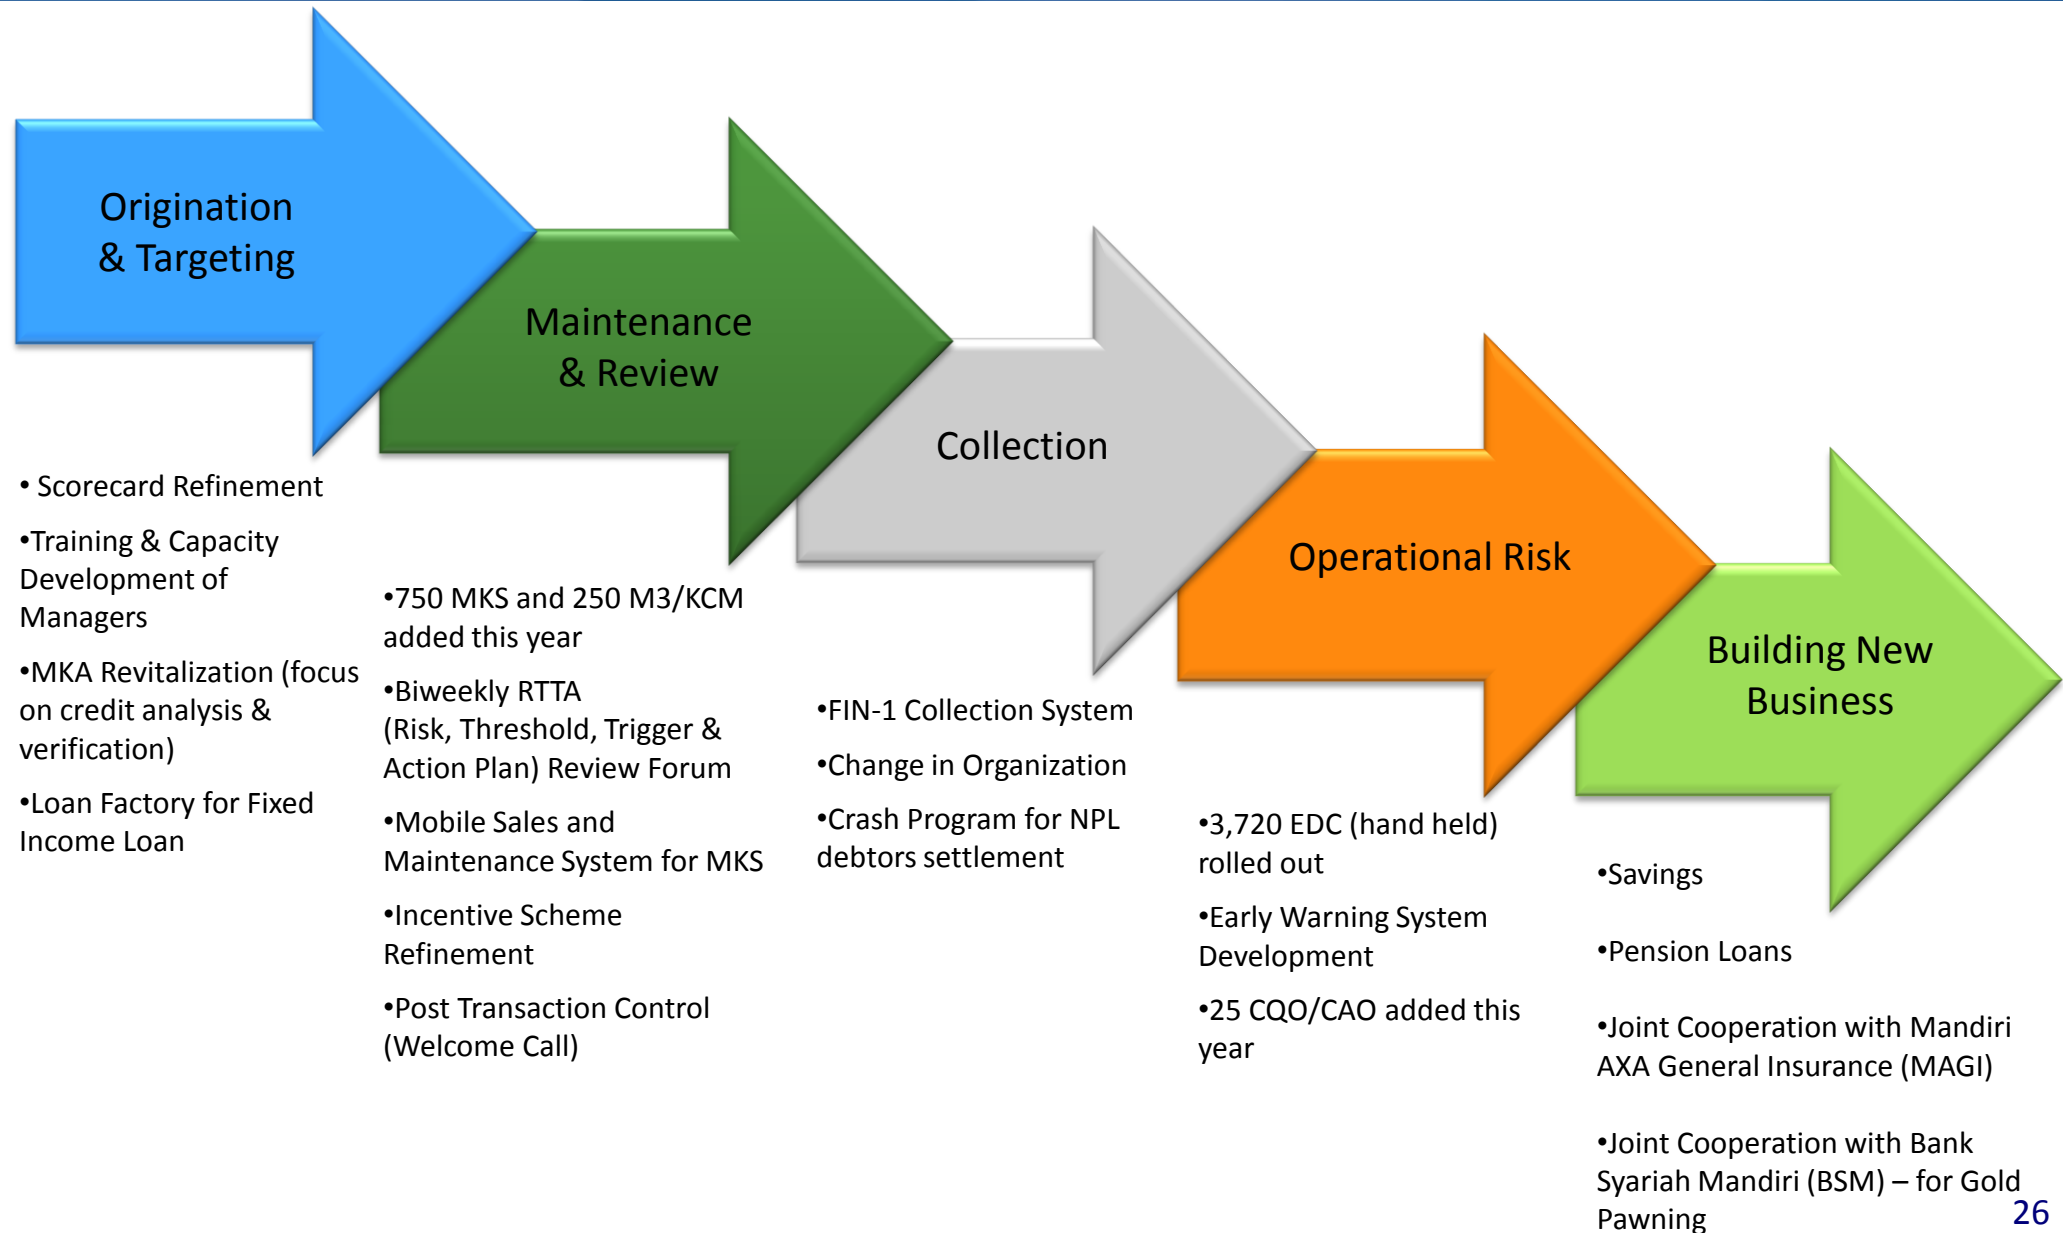 Origination
& Targeting
• Scorecard Refinement
•Training & Capacity
Development of
Managers
•MKA Revitalization (focus
on credit analysis &
verification)
•Loan Factory for Fixed
Income Loan
Maintenance
& Review
•750 MKS and 250 M3/KCM
added this year
•Biweekly RTTA
(Risk, Threshold, Trigger &
Action Plan) Review Forum
•Mobile Sales and
Maintenance System for MKS
•Incentive Scheme
Refinement
•Post Transaction Control
(Welcome Call)
Collection
•FIN-1 Collection System
•Change in Organization
•Crash Program for NPL
debtors settlement
Operational Risk
•3,720 EDC (hand held)
rolled out
•Early Warning System
Development
•25 CQO/CAO added this
year
Building New
Business
•Savings
•Pension Loans
•Joint Cooperation with Mandiri
AXA General Insurance (MAGI)
•Joint Cooperation with Bank
Syariah Mandiri (BSM) – for Gold
Pawning
26